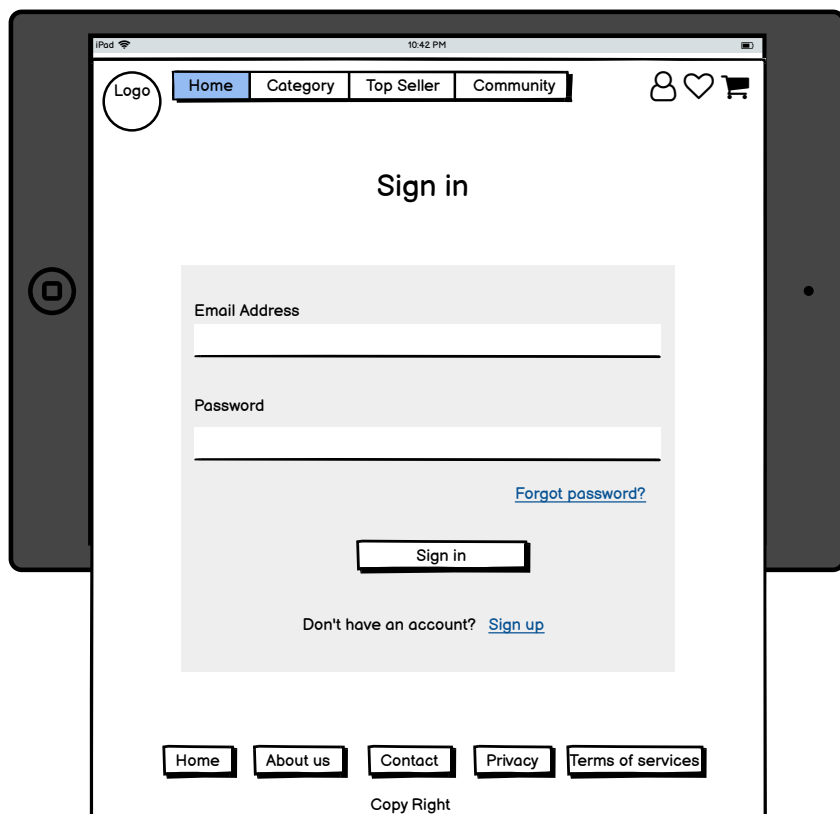 iPad 10:42 PM
Logo Home Category Top Seller Community
Sign in
Email Address
Password
Forgot password?
Sign in
Don't have an account? Sign up
Home About us Contact Privacy Terms of services
Copy Right